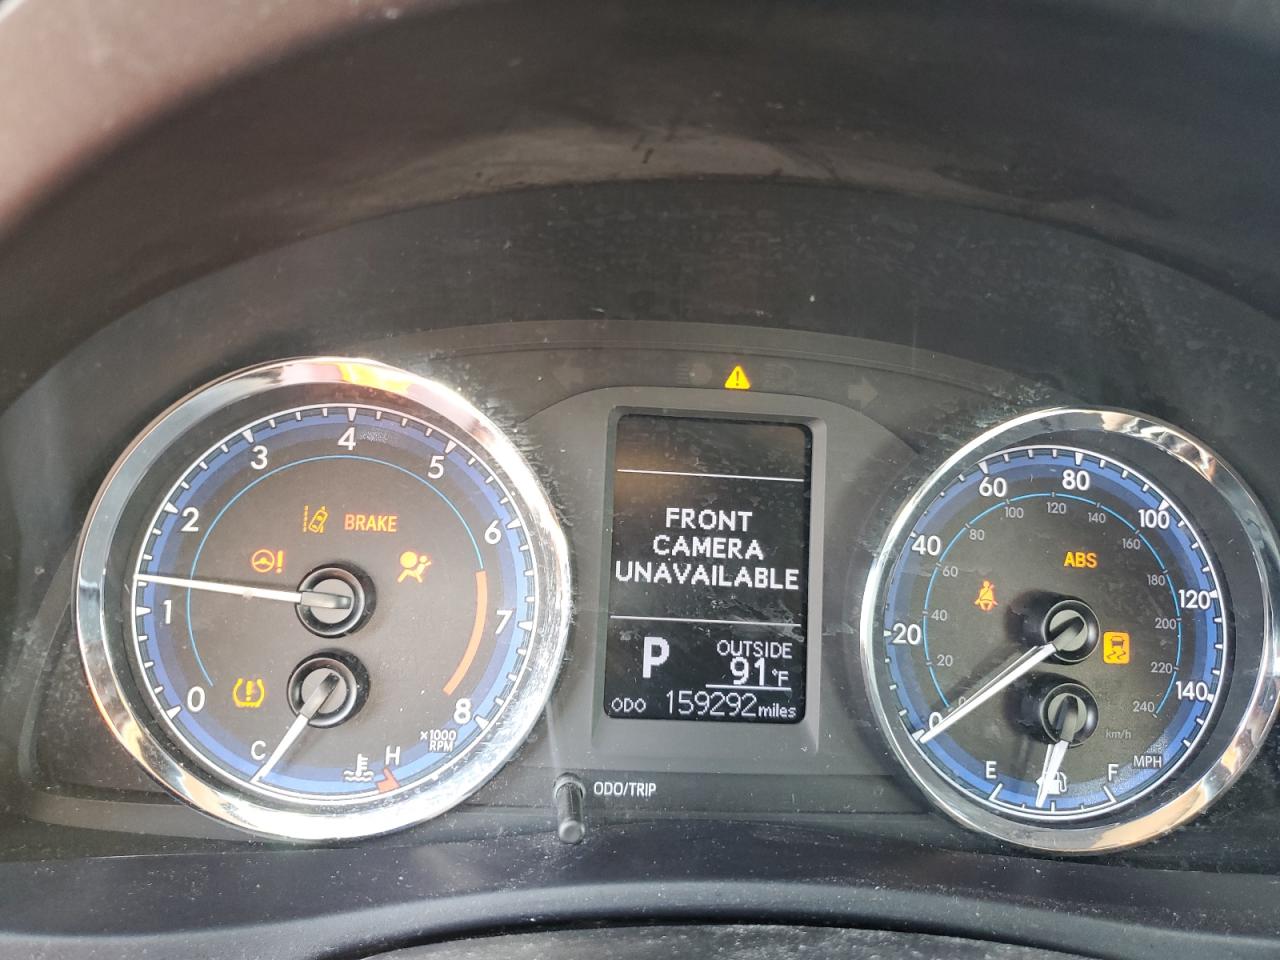 BRAKE
0
1
2
3
4
5
6
7
8
×1000
RPM
C
H
FRONT
CAMERA
UNAVAILABLE
P
OUTSIDE
91°F
ODO 159292 miles
ODO/TRIP
ABS
0
20
40
60
80
100
120
140
MPH
0
20
40
60
80
100
120
140
160
180
200
220
240
km/h
E
F